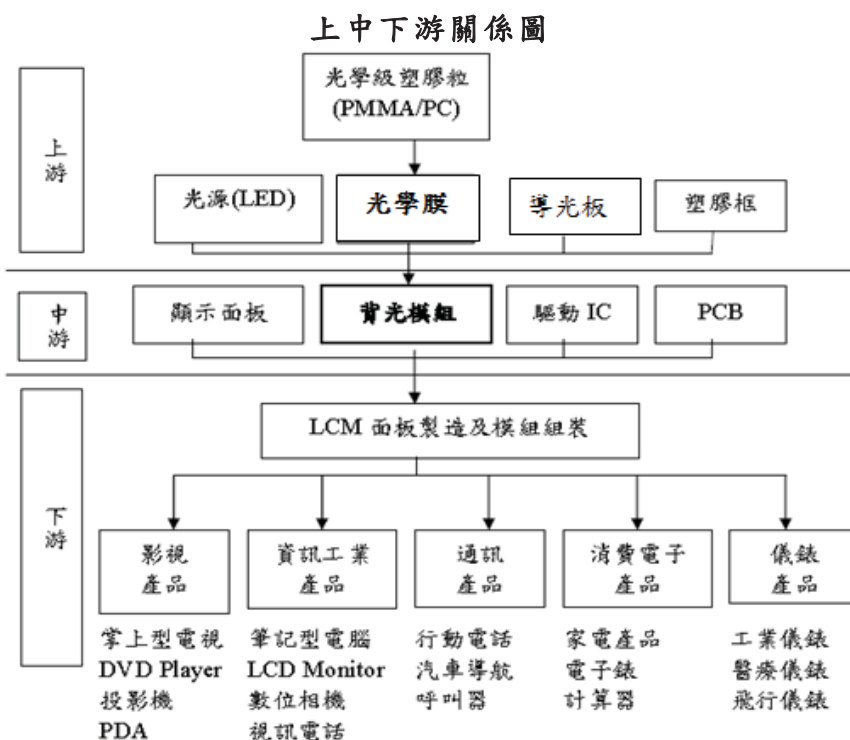 上中下游關係圖
上游
光學級塑膠粒
(PMMA/PC)
光源(LED)
光學膜
導光板
塑膠框
中游
顯示面板
背光模組
驅動 IC
PCB
下游
LCM 面板製造及模組組裝
影視
產品
資訊工業
產品
通訊
產品
消費電子
產品
儀錶
產品
掌上型電視
DVD Player
投影機
PDA
筆記型電腦
LCD Monitor
數位相機
視訊電話
行動電話
汽車導航
呼叫器
家電產品
電子錶
計算器
工業儀錶
醫療儀錶
飛行儀錶